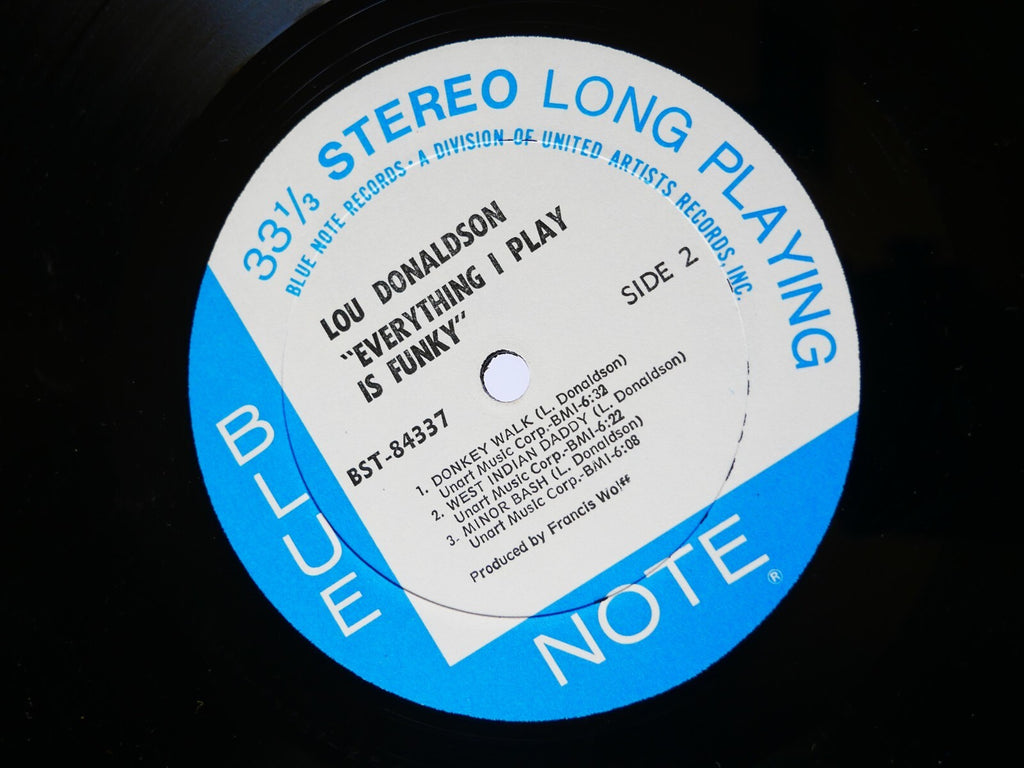 33 1/3 STEREO LONG PLAYING
BLUE NOTE RECORDS • A DIVISION OF UNITED ARTISTS RECORDS, INC.
LOU DONALDSON
"EVERYTHING I PLAY
IS FUNKY"
SIDE 2
BST-84337
1. DONKEY WALK (L. Donaldson)
Unart Music Corp.-BMI-6:32
2. WEST INDIAN DADDY (L. Donaldson)
Unart Music Corp.-BMI-6:22
3. MINOR BASH (L. Donaldson)
Unart Music Corp.-BMI-6:08
Produced by Francis Wolff
BLUE
NOTE®